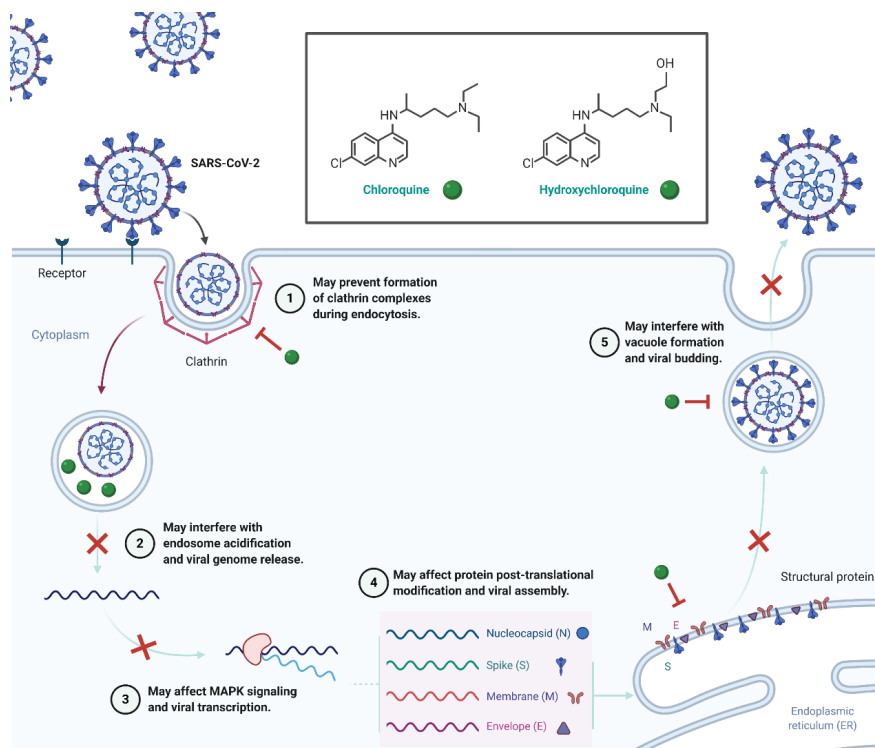 OH
HN
N
HN
N
SARS-CoV-2
Cl
N
Cl
N
Chloroquine
Hydroxychloroquine
Receptor
1
May prevent formation
of clathrin complexes
during endocytosis.
Cytoplasm
Clathrin
5
May interfere with
vacuole formation
and viral budding.
2
May interfere with
endosome acidification
and viral genome release.
3
May affect MAPK signaling
and viral transcription.
4
May affect protein post-translational
modification and viral assembly.
Nucleocapsid (N)
Spike (S)
Membrane (M)
Envelope (E)
Structural protein
M
E
S
Endoplasmic
reticulum (ER)